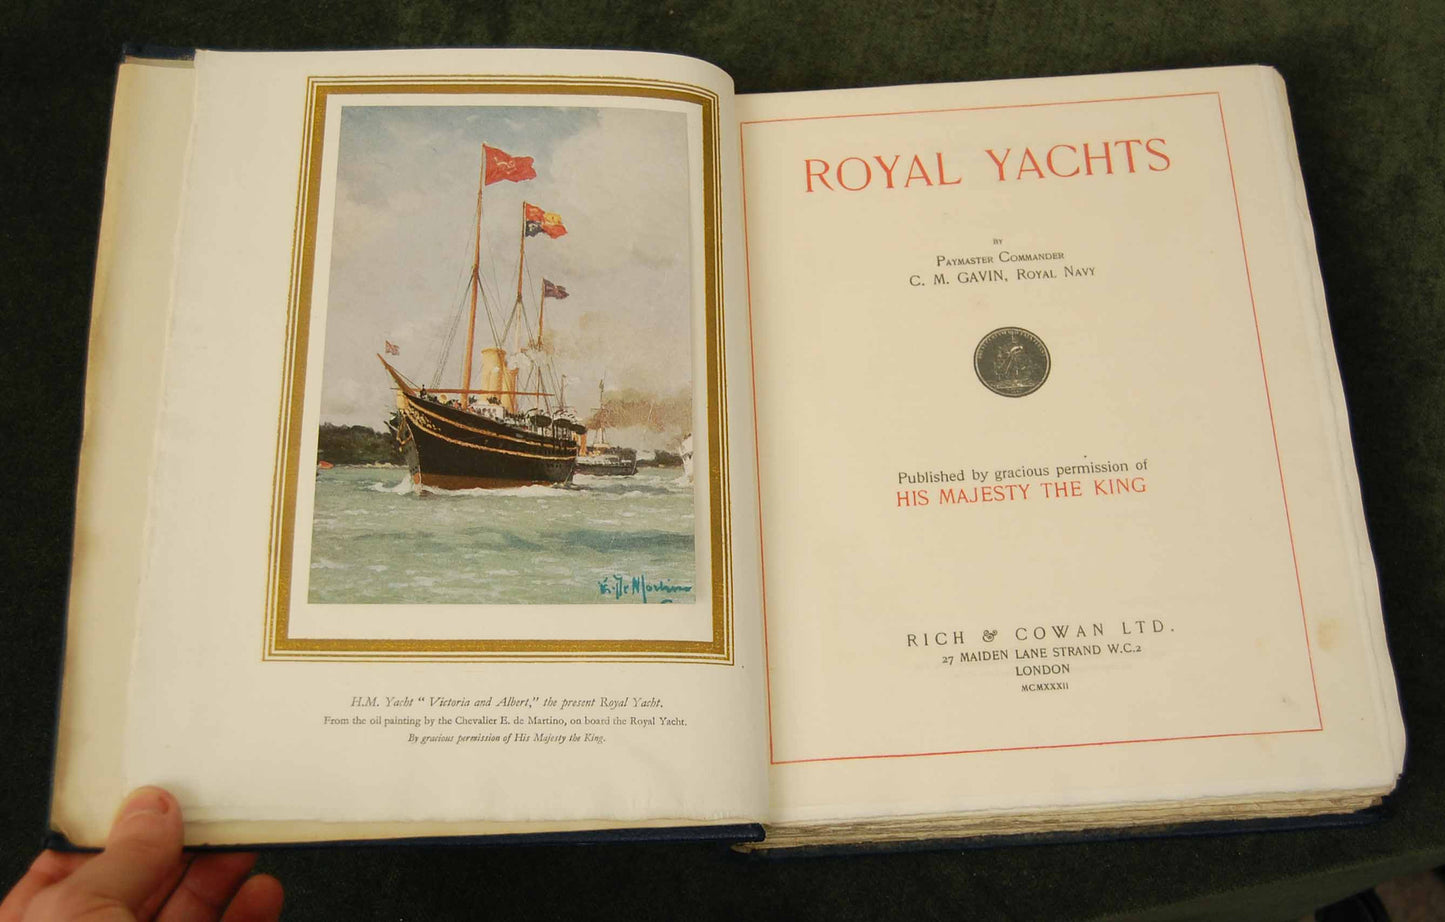 E. De Martino
H.M. Yacht “ Victoria and Albert,” the present Royal Yacht.
From the oil painting by the Chevalier E. de Martino, on board the Royal Yacht.
By gracious permission of His Majesty the King.
ROYAL YACHTS
BY
PAYMASTER COMMANDER
C. M. GAVIN, ROYAL NAVY
Published by gracious permission of
HIS MAJESTY THE KING
RICH & COWAN LTD.
27 MAIDEN LANE STRAND W.C.2
LONDON
MCMXXXII